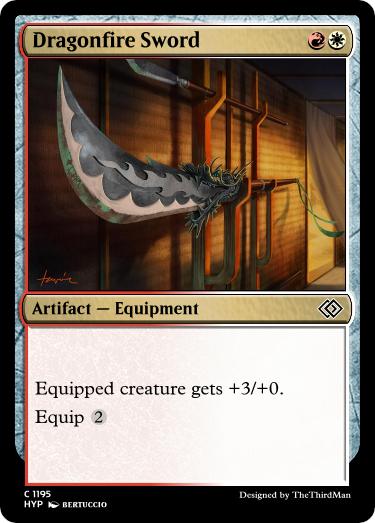 Dragonfire Sword
Artifact — Equipment
Equipped creature gets +3/+0.
Equip 2
C 1195
HYP BERTUCCIO
Designed by TheThirdMan